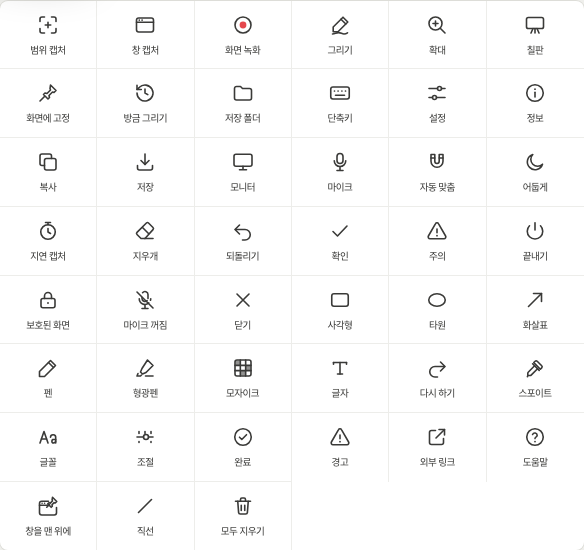 범위 캡처
창 캡처
화면 녹화
그리기
확대
칠판
화면에 고정
방금 그리기
저장 폴더
단축키
설정
정보
복사
저장
모니터
마이크
자동 맞춤
어둡게
지연 캡처
지우개
되돌리기
확인
주의
끝내기
보호된 화면
마이크 꺼짐
닫기
사각형
타원
화살표
펜
형광펜
모자이크
글자
다시 하기
스포이트
글꼴
조절
완료
경고
외부 링크
도움말
창을 맨 위에
직선
모두 지우기